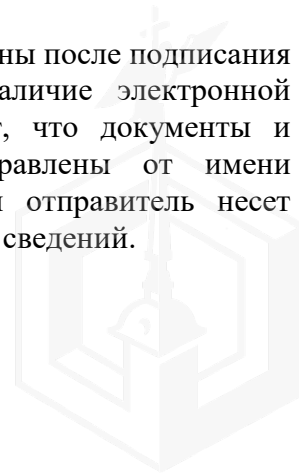 ны после подписания
аличие электронной
, что документы и
равлены от имени
отправитель несет
сведений.